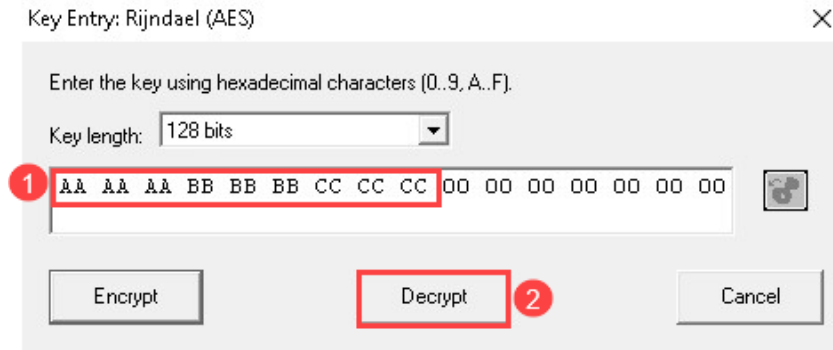 Key Entry: Rijndael (AES)
Enter the key using hexadecimal characters (0..9, A..F).
Key length: 128 bits
1 AA AA AA BB BB BB CC CC CC 00 00 00 00 00 00 00
Encrypt Decrypt 2 Cancel